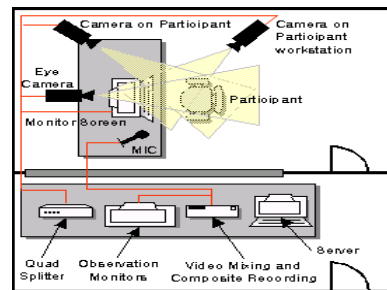 Camera on Participant
Camera on
Participant
workstation
Eye
Camera
Participant
Monitor Screen
MIC
Server
Quad
Splitter
Observation
Monitors
Video Mixing and
Composite Recording